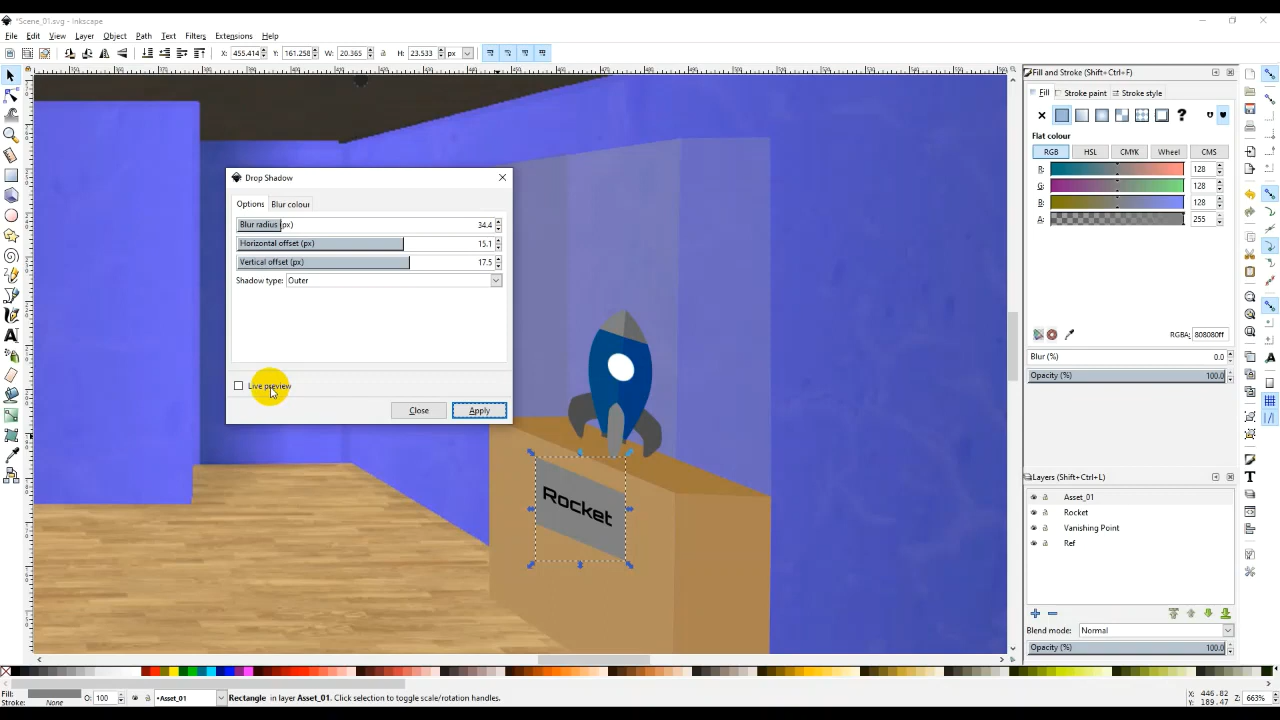 *Scene_01.svg - Inkscape
File Edit View Layer Object Path Text Filters Extensions Help
X: 455.414 Y: 161.258 W: 20.365 H: 23.533 px
Fill and Stroke (Shift+Ctrl+F)
Fill Stroke paint Stroke style
Flat colour
RGB HSL CMYK Wheel CMS
R: 128
G: 128
B: 128
A: 255
RGBA: 808080ff
Blur (%) 0.0
Opacity (%) 100.0
Drop Shadow
Options Blur colou
Blur radius (px) 34.4
Horizontal offset (px) 15.1
Vertical offset (px) 17.5
Shadow type: Outer
Live preview
Close Apply
Rocket
Layers (Shift+Ctrl+L)
Asset_01
Rocket
Vanishing Point
Ref
Blend mode: Normal
Opacity (%) 100.0
Fill:
Stroke: None
O: 100
•Asset_01
Rectangle in layer Asset_01. Click selection to toggle scale/rotation handles.
X: 446.82
Y: 189.47
Z: 663%